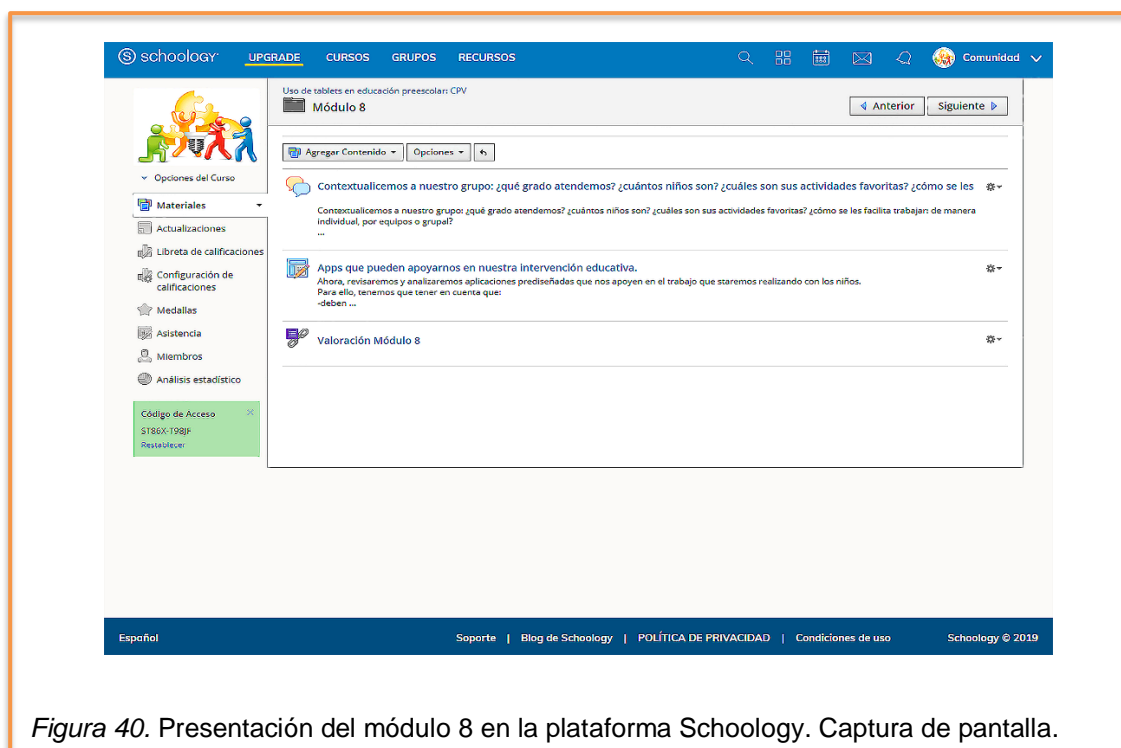 schoology UPGRADE CURSOS GRUPOS RECURSOS Comunidad
Uso de tablets en educación preescolar: CPV
Módulo 8
Anterior Siguiente
Agregar Contenido Opciones
Opciones del Curso
Materiales
Actualizaciones
Libreta de calificaciones
Configuración de
calificaciones
Medallas
Asistencia
Miembros
Análisis estadístico
Código de Acceso
ST86X-T98JF
Restablecer
Contextualicemos a nuestro grupo: ¿qué grado atendemos? ¿cuántos niños son? ¿cuáles son sus actividades favoritas? ¿cómo se les
Contextualicemos a nuestro grupo: ¿qué grado atendemos? ¿cuántos niños son? ¿cuáles son sus actividades favoritas? ¿cómo se les facilita trabajar: de manera
individual, por equipos o grupal?
...
Apps que pueden apoyarnos en nuestra intervención educativa.
Ahora, revisaremos y analizaremos aplicaciones prediseñadas que nos apoyen en el trabajo que staremos realizando con los niños.
Para ello, tenemos que tener en cuenta que:
-deben ...
Valoración Módulo 8
Español Soporte | Blog de Schoology | POLÍTICA DE PRIVACIDAD | Condiciones de uso Schoology © 2019
Figura 40. Presentación del módulo 8 en la plataforma Schoology. Captura de pantalla.